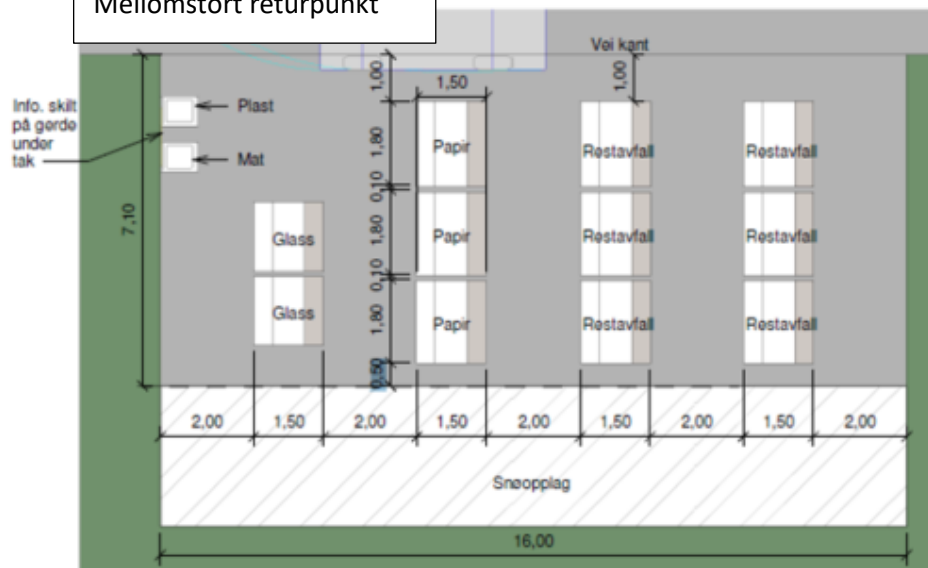 Mellomstort returpunkt
Vei kant
1,00
1,00
1,50
Info. skilt
på gerde
under
tak
Plast
Mat
7,10
1,80
0,10
1,80
0,10
1,80
0,50
Papir
Restavfall
Restavfall
Glass
Papir
Restavfall
Restavfall
Glass
Papir
Restavfall
Restavfall
2,00
1,50
2,00
1,50
2,00
1,50
2,00
1,50
2,00
Snøopplag
16,00